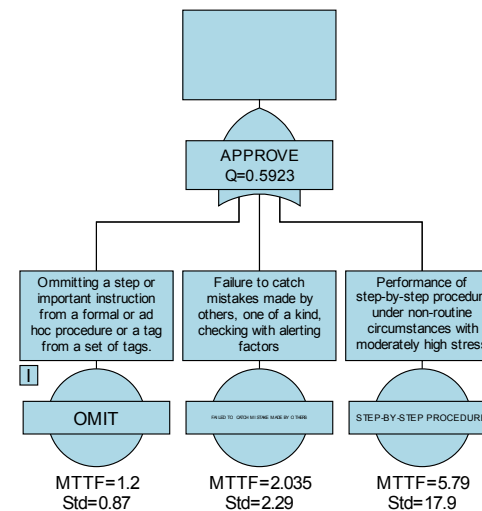 APPROVE
Q=0.5923
Ommitting a step or
important instruction
from a formal or ad
hoc procedure or a tag
from a set of tags.
Failure to catch
mistakes made by
others, one of a kind,
checking with alerting
factors
Performance of
step-by-step procedure
under non-routine
circumstances with
moderately high stress
I
OMIT
FAILED TO CATCH MISTAKE MADE BY OTHERS
STEP-BY-STEP PROCEDURE
MTTF=1.2
Std=0.87
MTTF=2.035
Std=2.29
MTTF=5.79
Std=17.9